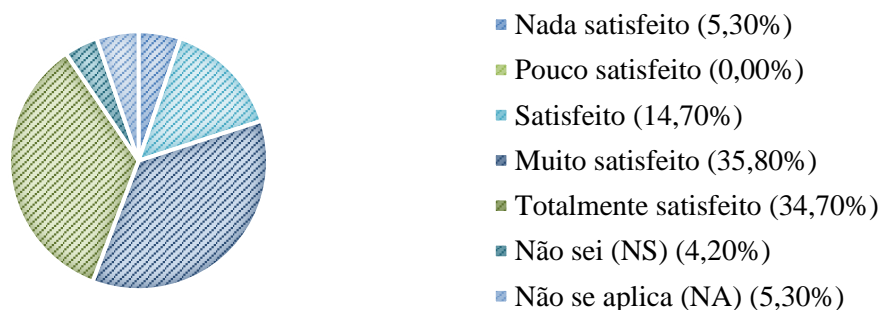 Nada satisfeito (5,30%)
Pouco satisfeito (0,00%)
Satisfeito (14,70%)
Muito satisfeito (35,80%)
Totalmente satisfeito (34,70%)
Não sei (NS) (4,20%)
Não se aplica (NA) (5,30%)